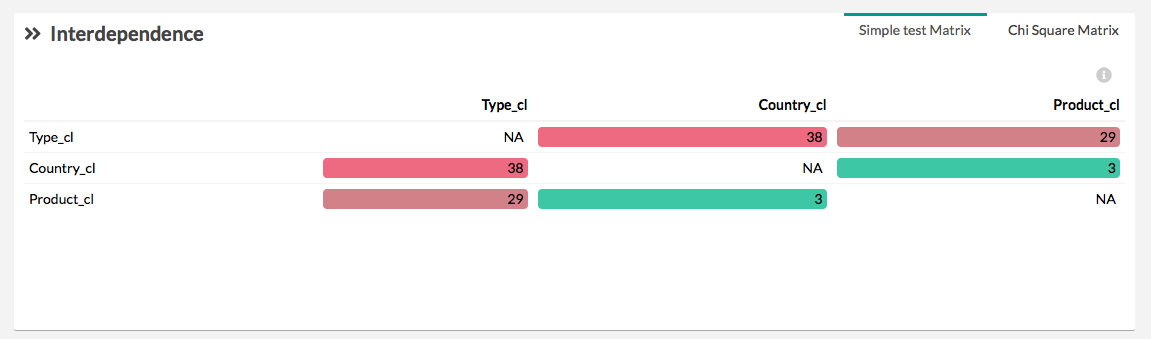 Interdependence
Simple test Matrix Chi Square Matrix
Type_cl Country_cl Product_cl
Type_cl NA 38 29
Country_cl 38 NA 3
Product_cl 29 3 NA